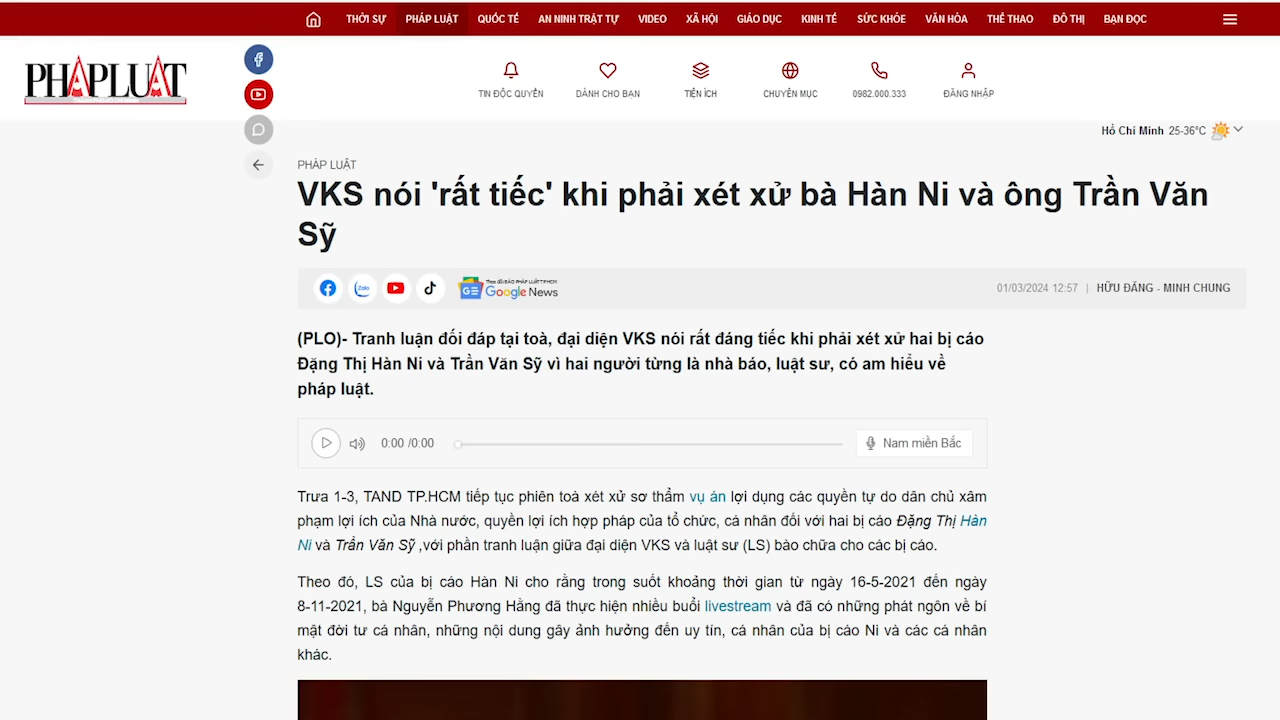 THỜI SỰ PHÁP LUẬT QUỐC TẾ AN NINH TRẬT TỰ VIDEO XÃ HỘI GIÁO DỤC KINH TẾ SỨC KHỎE VĂN HÓA THỂ THAO ĐÔ THỊ BẠN ĐỌC
PHÁPLUẬT
TIN ĐỘC QUYỀN DÀNH CHO BẠN TIỆN ÍCH CHUYÊN MỤC 0982.000.333 ĐĂNG NHẬP
Hồ Chí Minh 25-36°C
PHÁP LUẬT
VKS nói 'rất tiếc' khi phải xét xử bà Hàn Ni và ông Trần Văn
Sỹ
Zalo
Theo dõi BÁO PHÁP LUẬT TP.HCM
GE Google News
01/03/2024 12:57 | HỮU ĐĂNG - MINH CHUNG
(PLO)- Tranh luận đối đáp tại toà, đại diện VKS nói rất đáng tiếc khi phải xét xử hai bị cáo
Đặng Thị Hàn Ni và Trần Văn Sỹ vì hai người từng là nhà báo, luật sư, có am hiểu về
pháp luật.
0:00 /0:00 Nam miền Bắc
Trưa 1-3, TAND TP.HCM tiếp tục phiên toà xét xử sơ thẩm vụ án lợi dụng các quyền tự do dân chủ xâm
phạm lợi ích của Nhà nước, quyền lợi ích hợp pháp của tổ chức, cá nhân đối với hai bị cáo Đặng Thị Hàn
Ni và Trần Văn Sỹ ,với phần tranh luận giữa đại diện VKS và luật sư (LS) bào chữa cho các bị cáo.
Theo đó, LS của bị cáo Hàn Ni cho rằng trong suốt khoảng thời gian từ ngày 16-5-2021 đến ngày
8-11-2021, bà Nguyễn Phương Hằng đã thực hiện nhiều buổi livestream và đã có những phát ngôn về bí
mật đời tư cá nhân, những nội dung gây ảnh hưởng đến uy tín, cá nhân của bị cáo Ni và các cá nhân
khác.